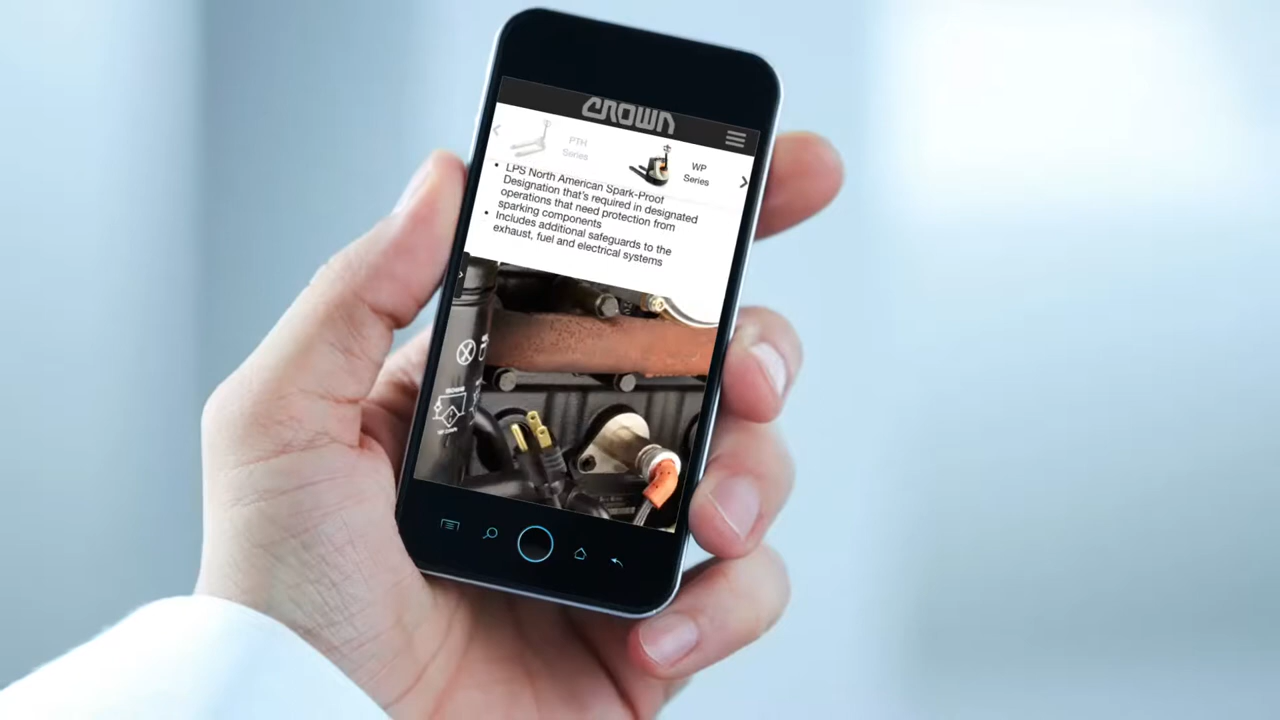 CROWN
PTH
Series
WP
Series
• LPS North American Spark-Proof
Designation that's required in designated
operations that need protection from
sparking components
• Includes additional safeguards to the
exhaust, fuel and electrical systems